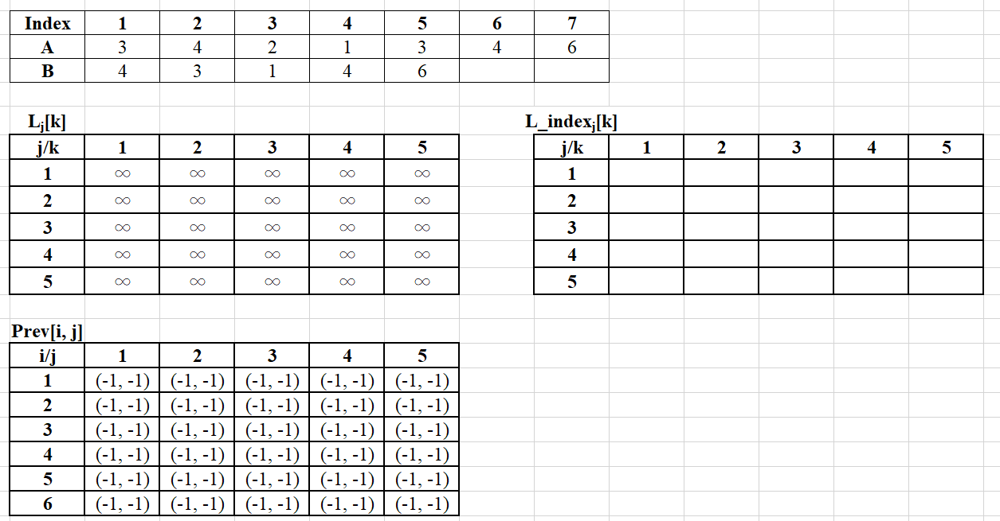 Index 1 2 3 4 5 6 7
A 3 4 2 1 3 4 6
B 4 3 1 4 6
Lj[k] L_indexj[k]
j/k 1 2 3 4 5 j/k 1 2 3 4 5
1 ∞ ∞ ∞ ∞ ∞ 1
2 ∞ ∞ ∞ ∞ ∞ 2
3 ∞ ∞ ∞ ∞ ∞ 3
4 ∞ ∞ ∞ ∞ ∞ 4
5 ∞ ∞ ∞ ∞ ∞ 5
Prev[i, j]
i/j 1 2 3 4 5
1 (-1, -1) (-1, -1) (-1, -1) (-1, -1) (-1, -1)
2 (-1, -1) (-1, -1) (-1, -1) (-1, -1) (-1, -1)
3 (-1, -1) (-1, -1) (-1, -1) (-1, -1) (-1, -1)
4 (-1, -1) (-1, -1) (-1, -1) (-1, -1) (-1, -1)
5 (-1, -1) (-1, -1) (-1, -1) (-1, -1) (-1, -1)
6 (-1, -1) (-1, -1) (-1, -1) (-1, -1) (-1, -1)